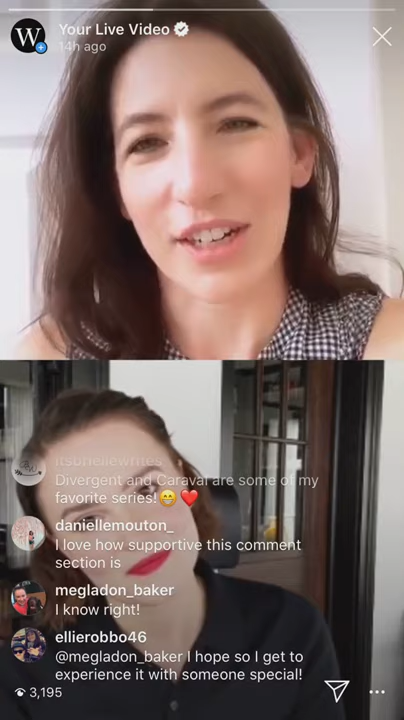 W
Your Live Video
14h ago
itsbriellewrites
Divergent and Caraval are some of my
favorite series!😁❤️
daniellemouton_
I love how supportive this comment
section is
megladon_baker
I know right!
ellierobbo46
@megladon_baker I hope so I get to
experience it with someone special!
3,195